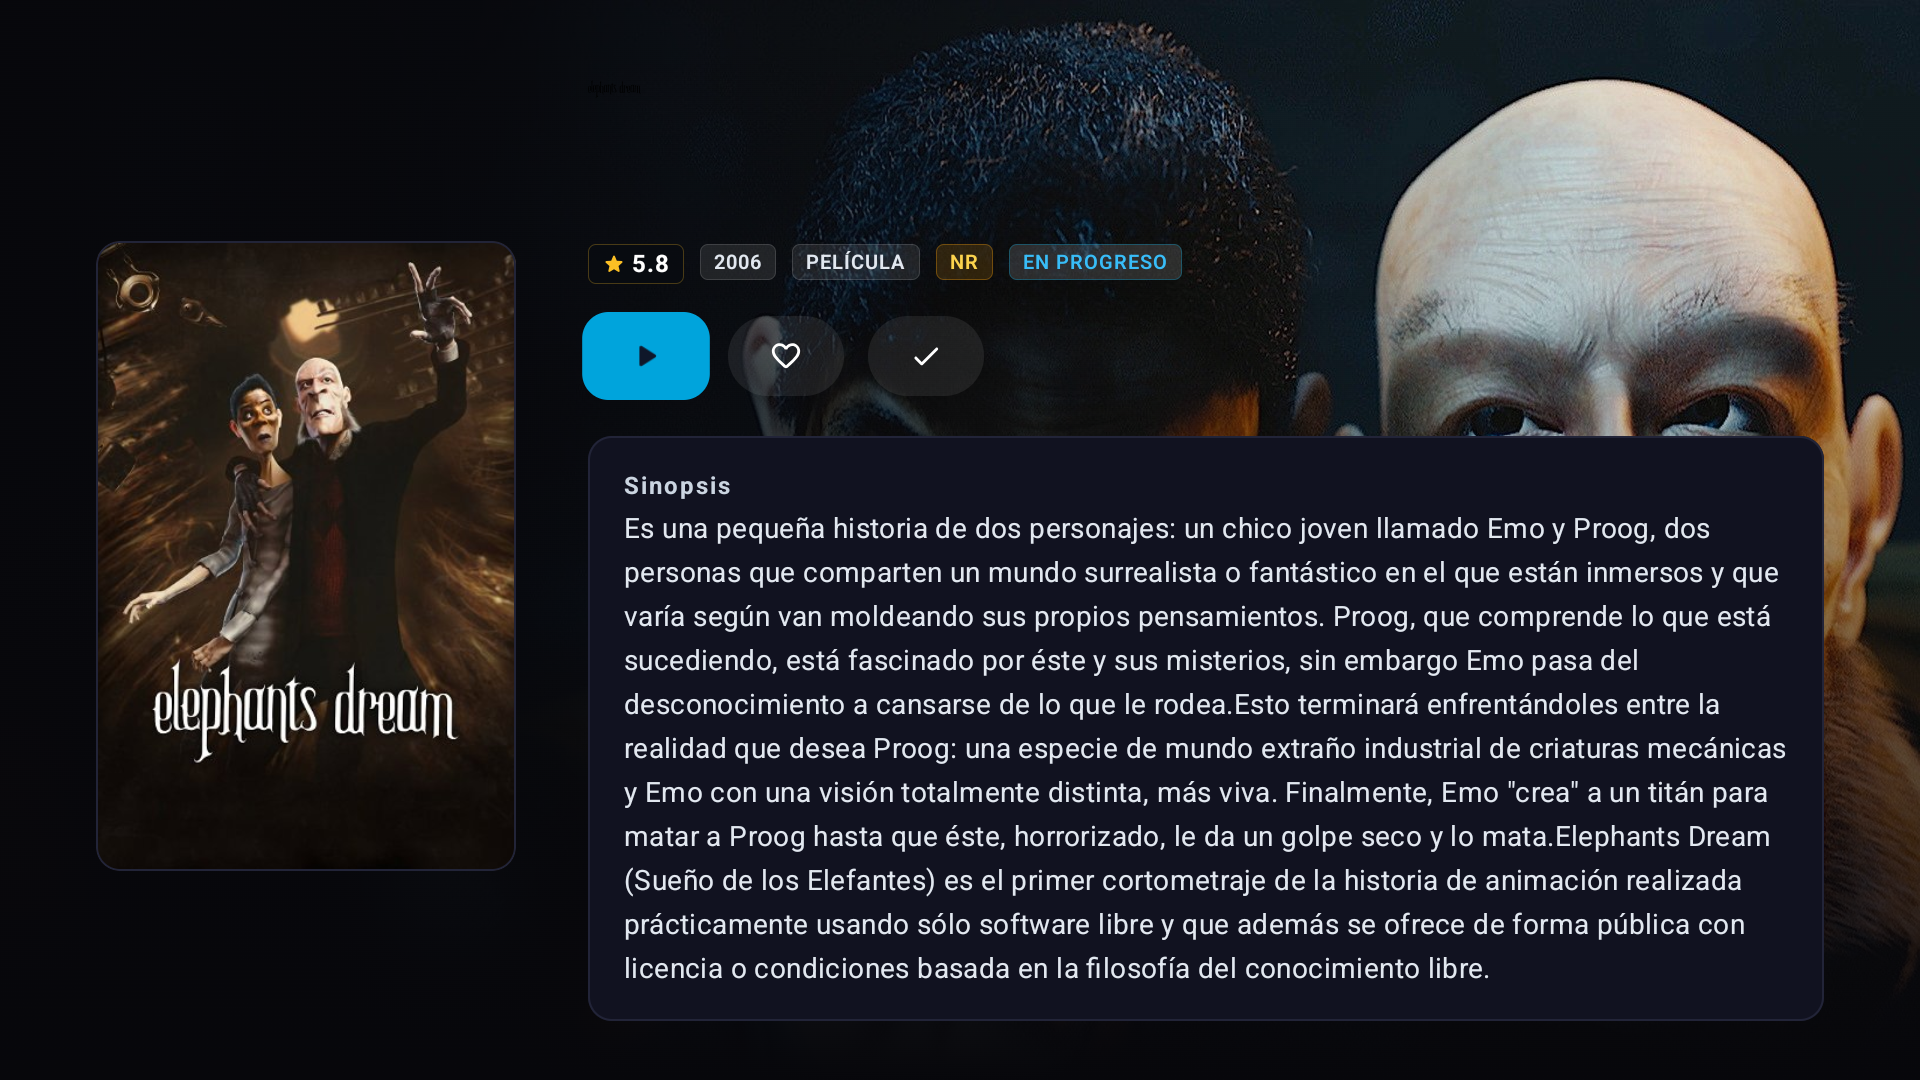 5.8
2006
PELÍCULA
NR
EN PROGRESO
elephants dream
Sinopsis
Es una pequeña historia de dos personajes: un chico joven llamado Emo y Proog, dos
personas que comparten un mundo surrealista o fantástico en el que están inmersos y que
varía según van moldeando sus propios pensamientos. Proog, que comprende lo que está
sucediendo, está fascinado por éste y sus misterios, sin embargo Emo pasa del
desconocimiento a cansarse de lo que le rodea.Esto terminará enfrentándoles entre la
realidad que desea Proog: una especie de mundo extraño industrial de criaturas mecánicas
y Emo con una visión totalmente distinta, más viva. Finalmente, Emo "crea" a un titán para
matar a Proog hasta que éste, horrorizado, le da un golpe seco y lo mata.Elephants Dream
(Sueño de los Elefantes) es el primer cortometraje de la historia de animación realizada
prácticamente usando sólo software libre y que además se ofrece de forma pública con
licencia o condiciones basada en la filosofía del conocimiento libre.